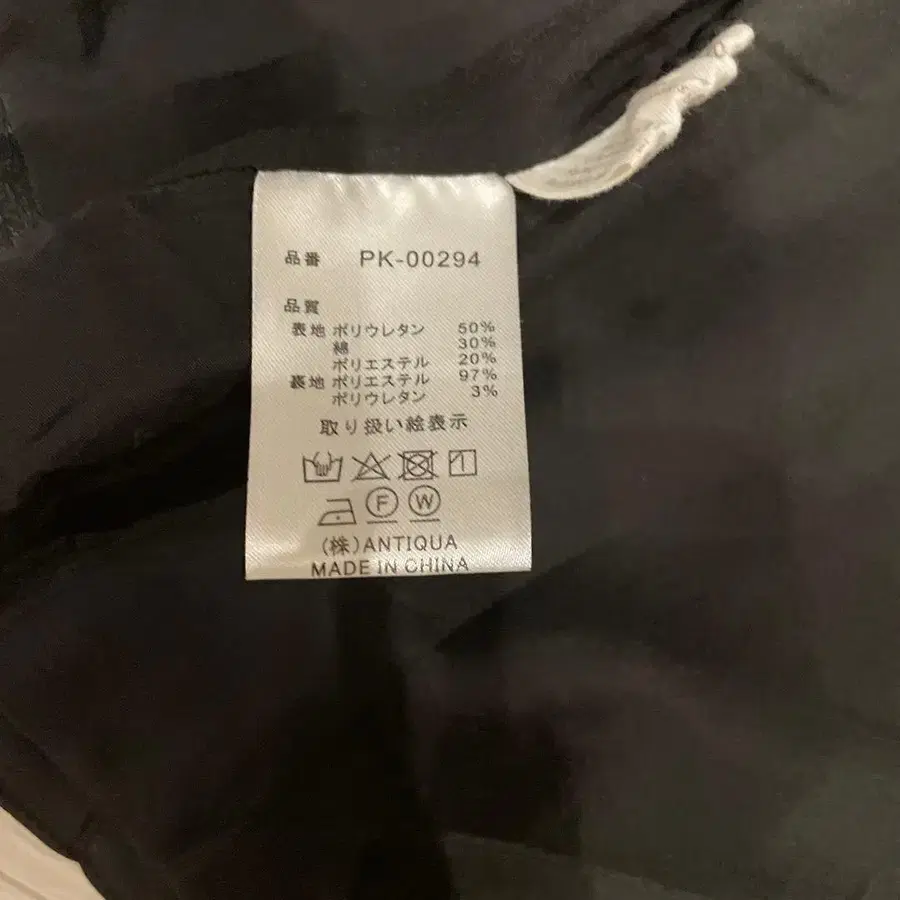 品番 PK-00294
品質
表地 ポリウレタン 50%
綿 30%
ポリエステル 20%
裏地 ポリエステル 97%
ポリウレタン 3%
取り扱い絵表示
F W
(株)ANTIQUA
MADE IN CHINA